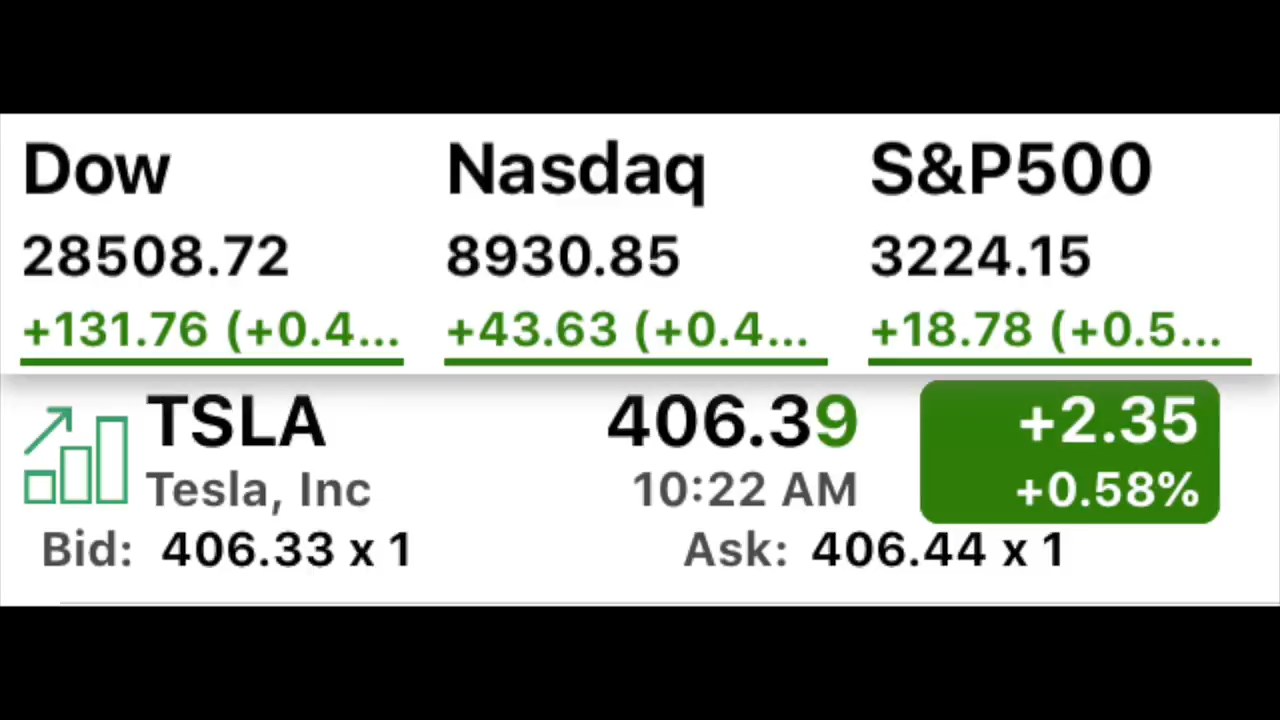 Dow Nasdaq S&P500
28508.72 8930.85 3224.15
+131.76 (+0.4... +43.63 (+0.4... +18.78 (+0.5...
TSLA 406.39 +2.35
Tesla, Inc 10:22 AM +0.58%
Bid: 406.33 x 1 Ask: 406.44 x 1